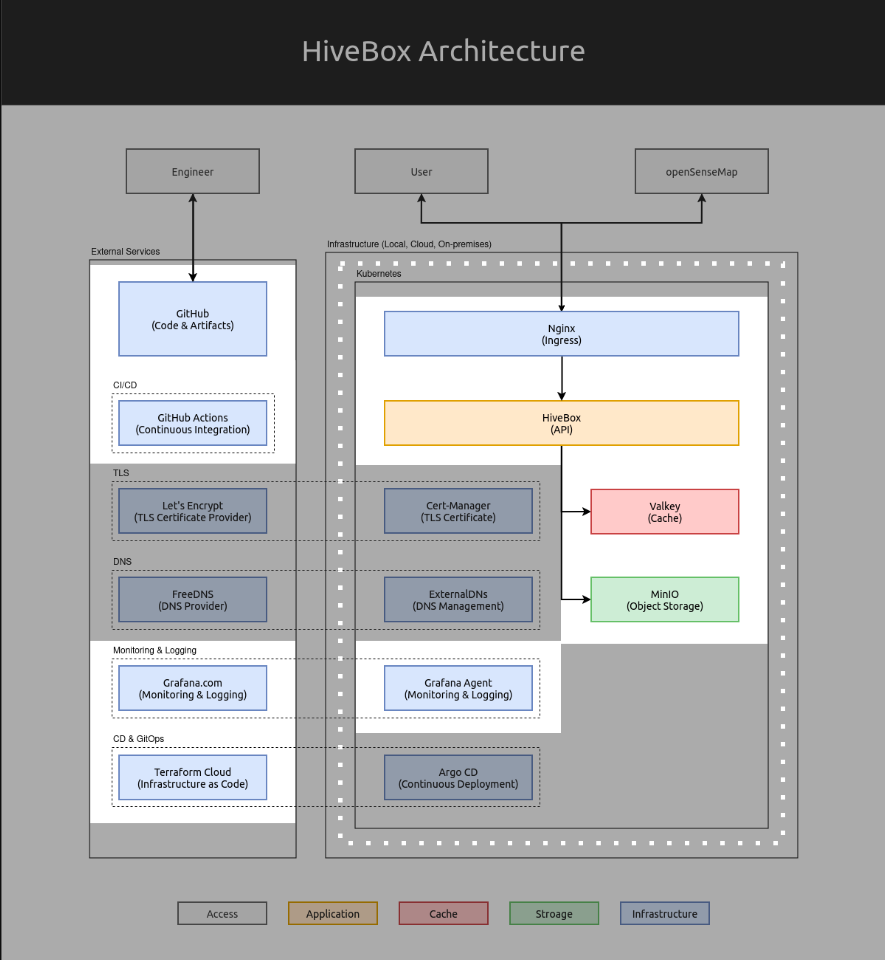 HiveBox Architecture
Engineer
User
openSenseMap
External Services
Infrastructure (Local, Cloud, On-premises)
Kubernetes
GitHub
(Code & Artifacts)
Nginx
(Ingress)
CI/CD
GitHub Actions
(Continuous Integration)
HiveBox
(API)
TLS
Let's Encrypt
(TLS Certificate Provider)
Cert-Manager
(TLS Certificate)
Valkey
(Cache)
DNS
FreeDNS
(DNS Provider)
ExternalDNs
(DNS Management)
MinIO
(Object Storage)
Monitoring & Logging
Grafana.com
(Monitoring & Logging)
Grafana Agent
(Monitoring & Logging)
CD & GitOps
Terraform Cloud
(Infrastructure as Code)
Argo CD
(Continuous Deployment)
Access
Application
Cache
Stroage
Infrastructure